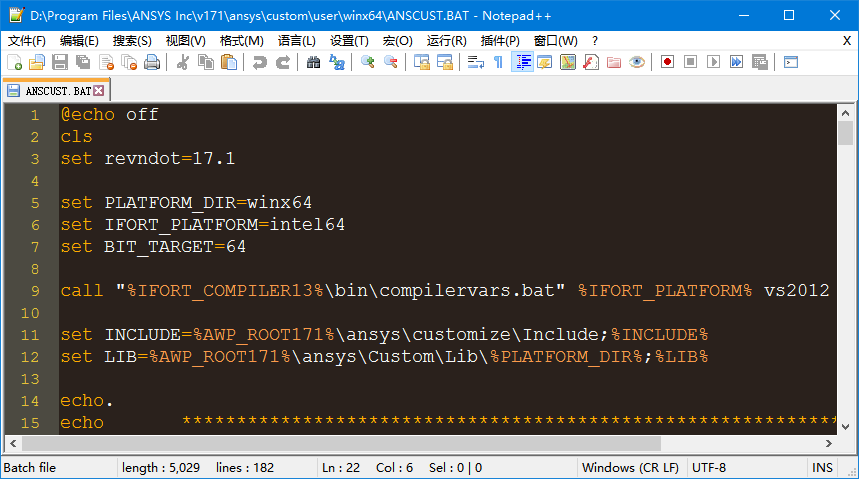 D:\Program Files\ANSYS Inc\v171\ansys\custom\user\winx64\ANSCUST.BAT - Notepad++
文件(F) 编辑(E) 搜索(S) 视图(V) 格式(M) 语言(L) 设置(T) 宏(O) 运行(R) 插件(P) 窗口(W) ? X
ANSCUST.BAT
1 @echo off
2 cls
3 set revndot=17.1
4
5 set PLATFORM_DIR=winx64
6 set IFORT_PLATFORM=intel64
7 set BIT_TARGET=64
8
9 call "%IFORT_COMPILER13%\bin\compilervars.bat" %IFORT_PLATFORM% vs2012
10
11 set INCLUDE=%AWP_ROOT171%\ansys\customize\Include;%INCLUDE%
12 set LIB=%AWP_ROOT171%\ansys\Custom\Lib\%PLATFORM_DIR%;%LIB%
13
14 echo.
15 echo ************************************************************
Batch file length : 5,029 lines : 182 Ln : 22 Col : 6 Sel : 0 | 0 Windows (CR LF) UTF-8 INS